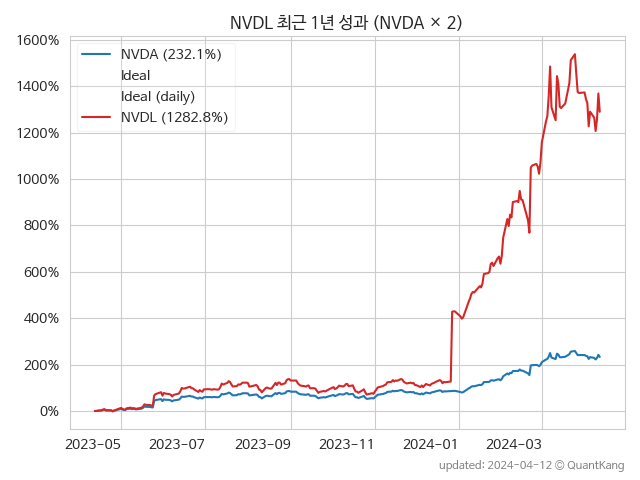 NVDL 최근 1년 성과 (NVDA × 2)
1600%
1400%
1200%
1000%
800%
600%
400%
200%
0%
NVDA (232.1%)
Ideal
Ideal (daily)
NVDL (1282.8%)
2023-05
2023-07
2023-09
2023-11
2024-01
2024-03
updated: 2024-04-12 © QuantKang